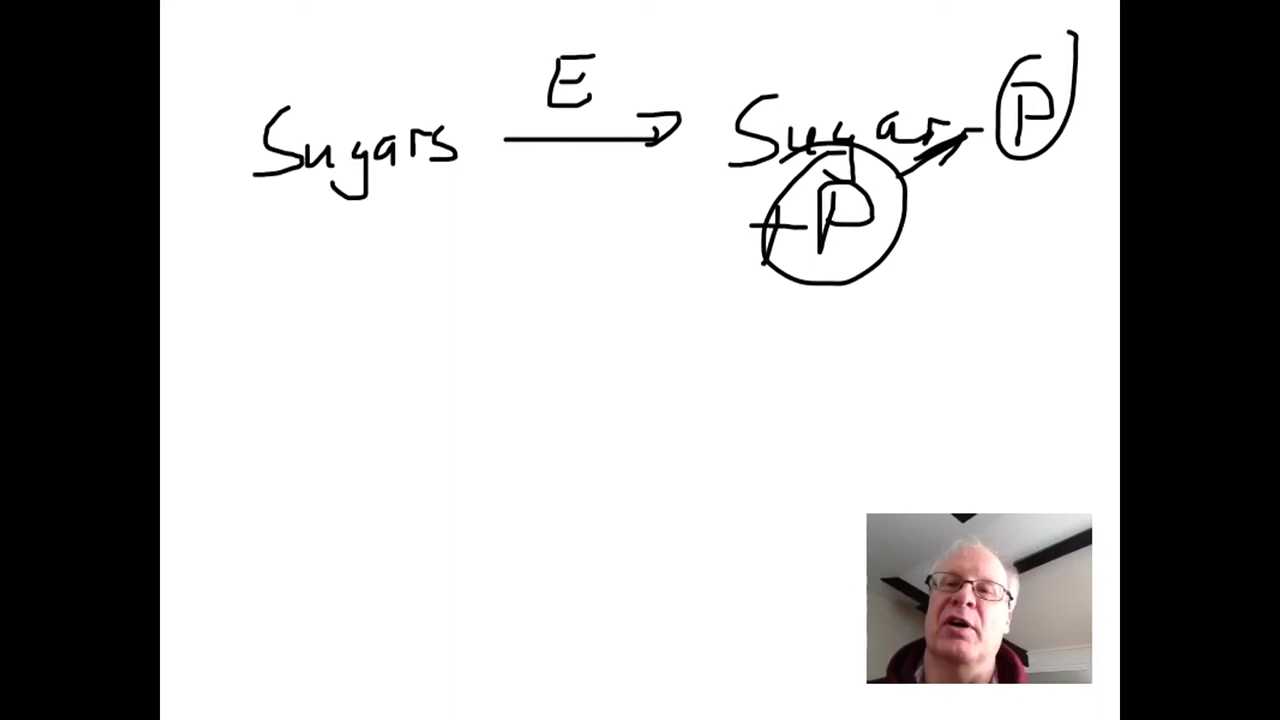 E
Sugars → Sugar - P
+ P